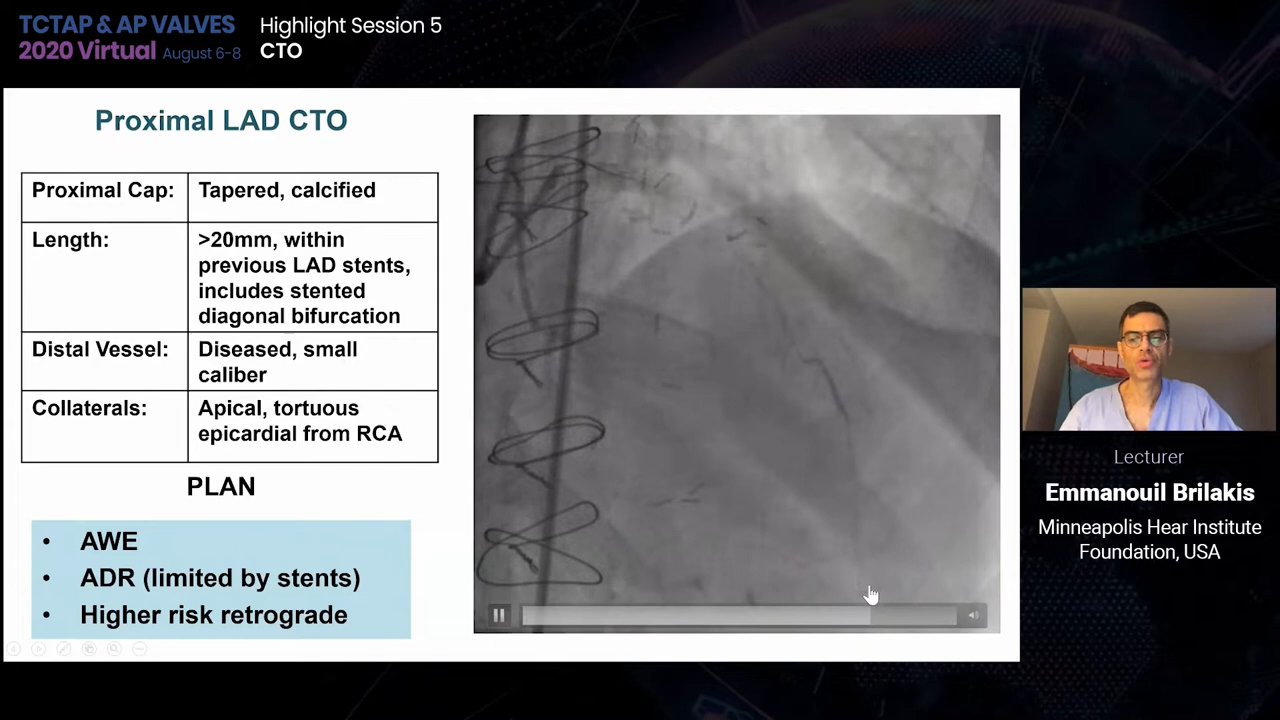 TCTAP & AP VALVES
2020 Virtual August 6-8
Highlight Session 5
CTO
Proximal LAD CTO
Proximal Cap: Tapered, calcified
Length: >20mm, within
previous LAD stents,
includes stented
diagonal bifurcation
Distal Vessel: Diseased, small
caliber
Collaterals: Apical, tortuous
epicardial from RCA
PLAN
• AWE
• ADR (limited by stents)
• Higher risk retrograde
Lecturer
Emmanouil Brilakis
Minneapolis Hear Institute
Foundation, USA